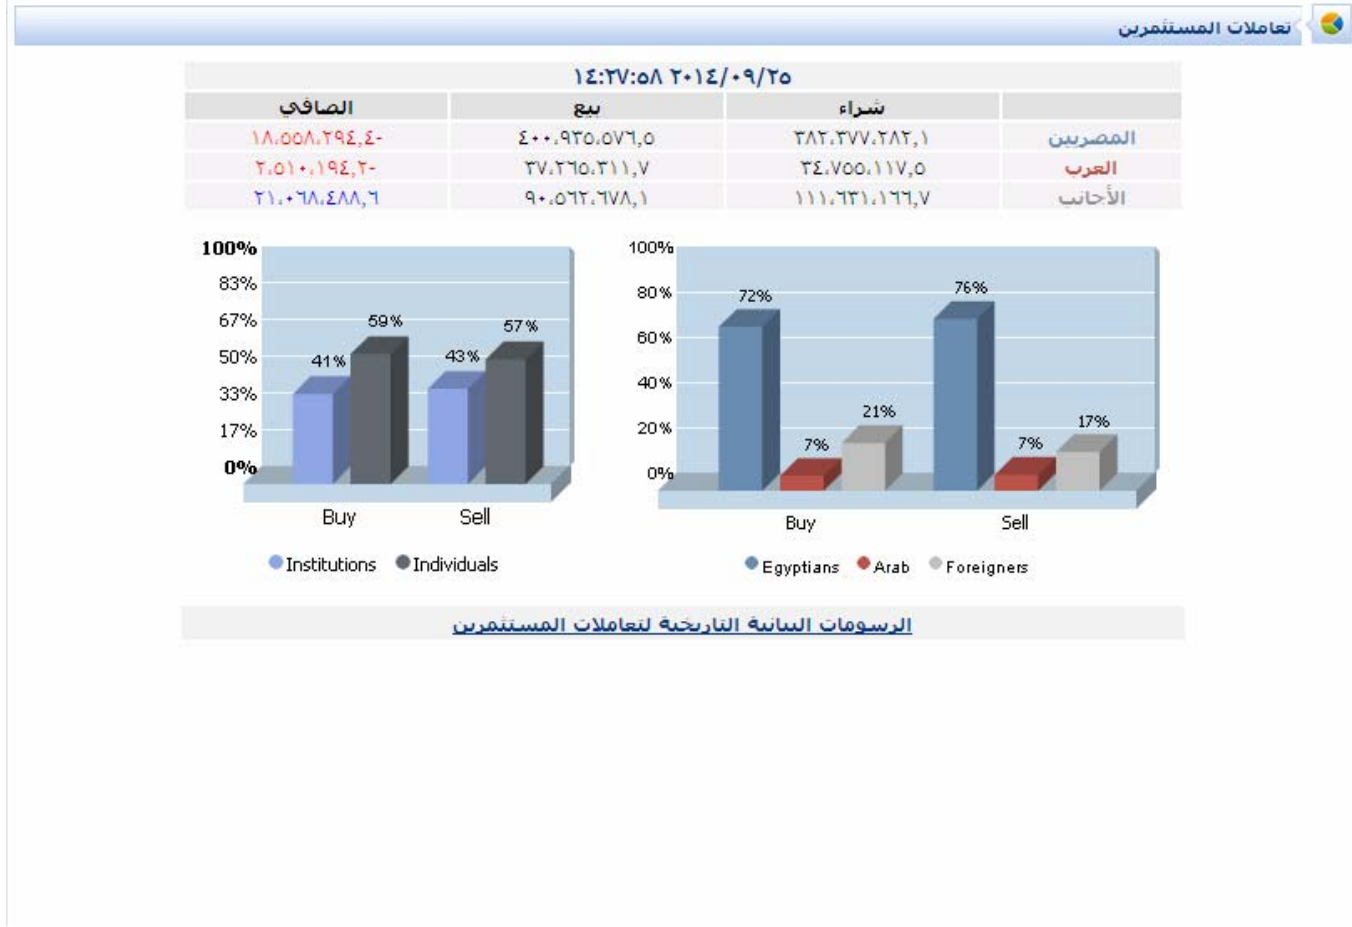 تعاملات المستثمرين
٢٠١٤/٠٩/٢٥ ١٤:٢٧:٥٨
شراء بيع الصافي
المصريين ٣٨٢،٣٧٧،٢٨٢,١ ٤٠٠،٩٣٥،٥٧٦,٥ -١٨،٥٥٨،٢٩٤,٤
العرب ٣٤،٧٥٥،١١٧,٥ ٣٧،٢٦٥،٣١١,٧ -٢،٥١٠،١٩٤,٢
الأجانب ١١١،٦٣١،١٦٦,٧ ٩٠،٥٦٢،٦٧٨,١ ٢١،٠٦٨،٤٨٨,٦
100%
83%
67%
50%
33%
17%
0%
41%
59%
43%
57%
Buy Sell
Institutions Individuals
100%
80%
60%
40%
20%
0%
72%
7%
21%
76%
7%
17%
Buy Sell
Egyptians Arab Foreigners
الرسومات البيانية التاريخية لتعاملات المستثمرين